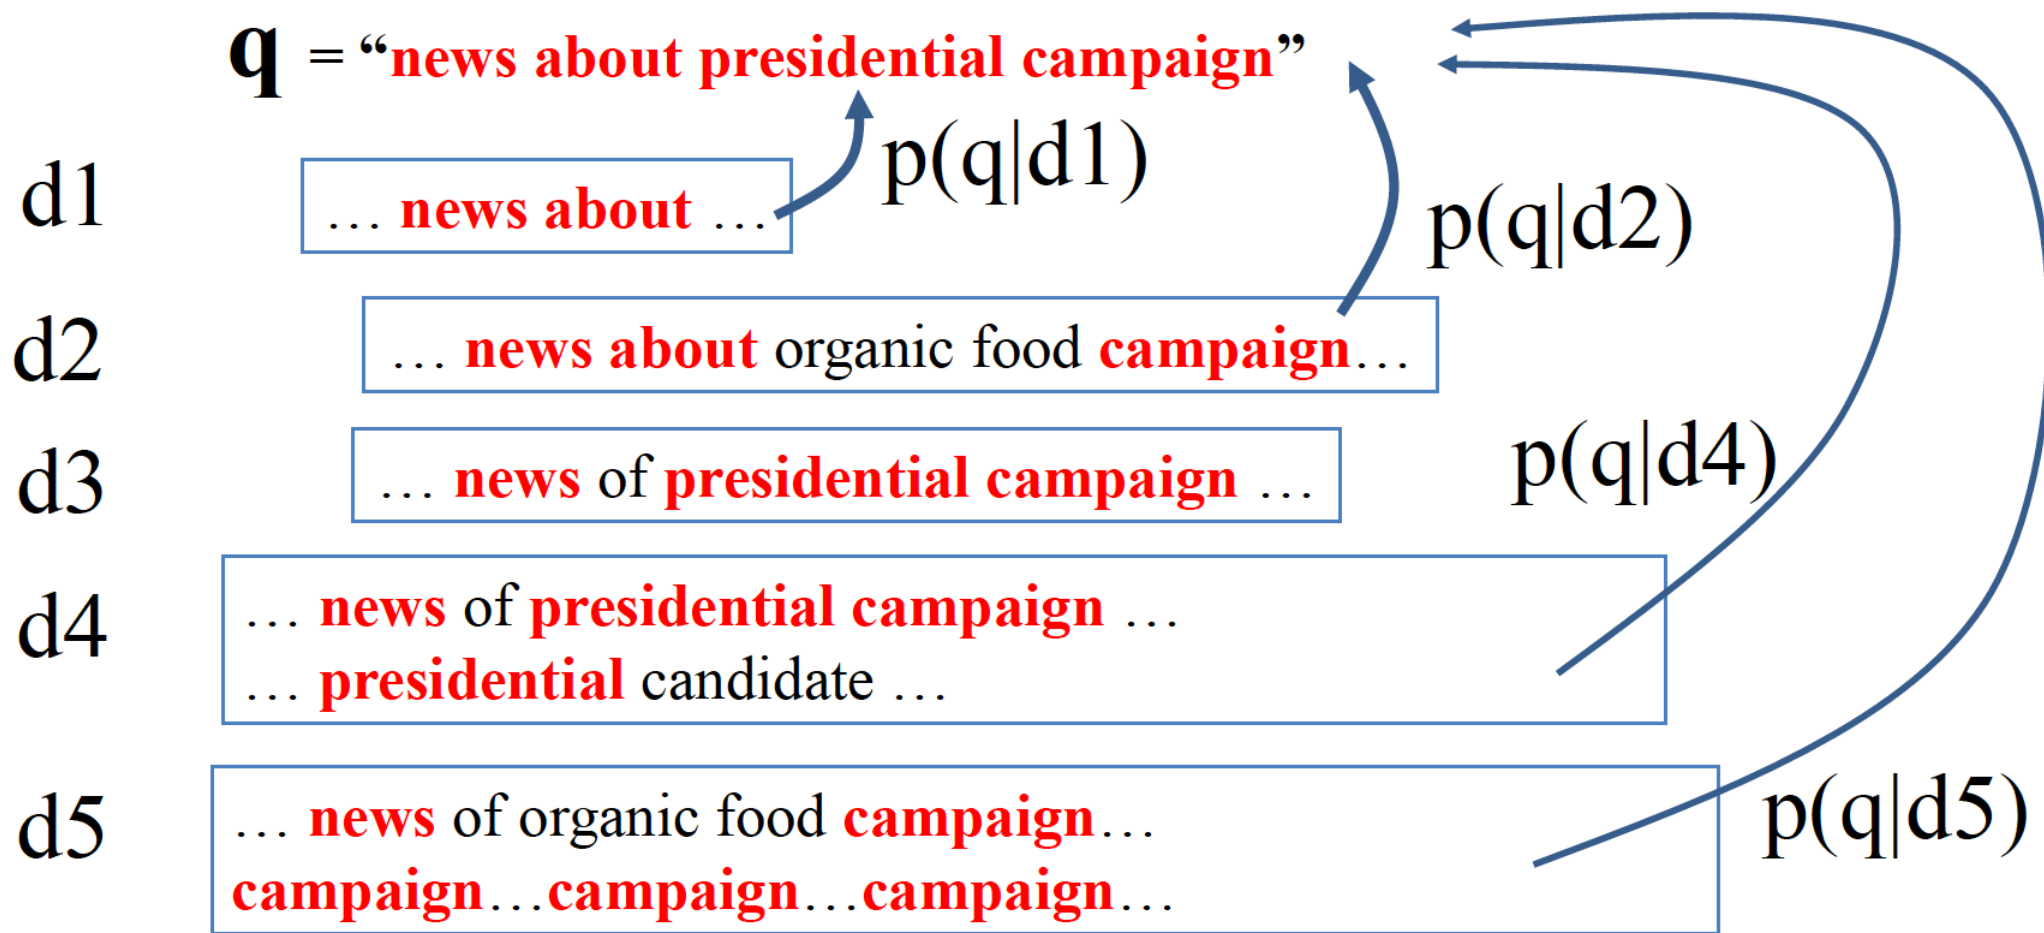 q = “news about presidential campaign”
d1
… news about …
p(q|d1)
p(q|d2)
d2
… news about organic food campaign…
d3
… news of presidential campaign …
p(q|d4)
d4
… news of presidential campaign …
… presidential candidate …
d5
… news of organic food campaign…
campaign…campaign…campaign…
p(q|d5)